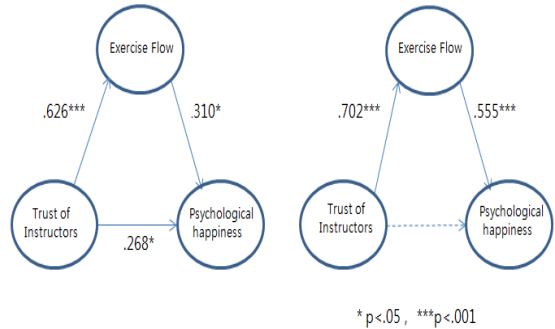 Exercise Flow
.626***
.310*
Trust of
Instructors
.268*
Psychological
happiness
Exercise Flow
.702***
.555***
Trust of
Instructors
Psychological
happiness
* p<.05 , ***p<.001